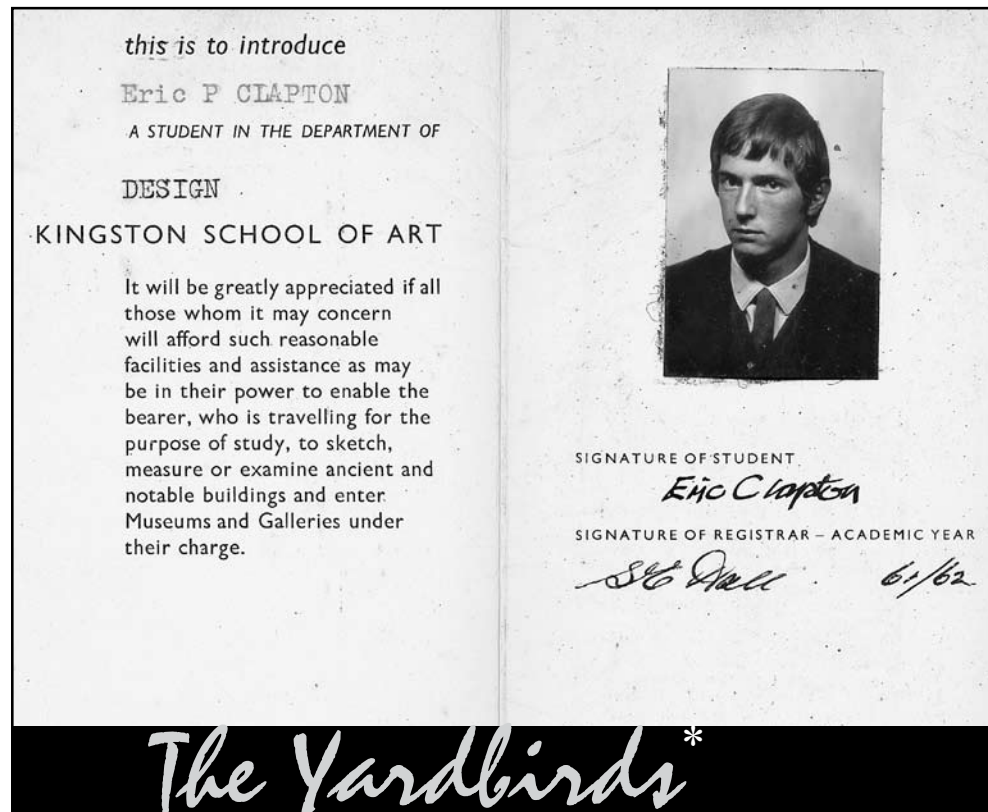 this is to introduce
Eric P CLAPTON
A STUDENT IN THE DEPARTMENT OF
DESIGN
KINGSTON SCHOOL OF ART
It will be greatly appreciated if all
those whom it may concern
will afford such reasonable
facilities and assistance as may
be in their power to enable the
bearer, who is travelling for the
purpose of study, to sketch,
measure or examine ancient and
notable buildings and enter
Museums and Galleries under
their charge.
SIGNATURE OF STUDENT
Eric Clapton
SIGNATURE OF REGISTRAR – ACADEMIC YEAR
61/62
The Yardbirds*